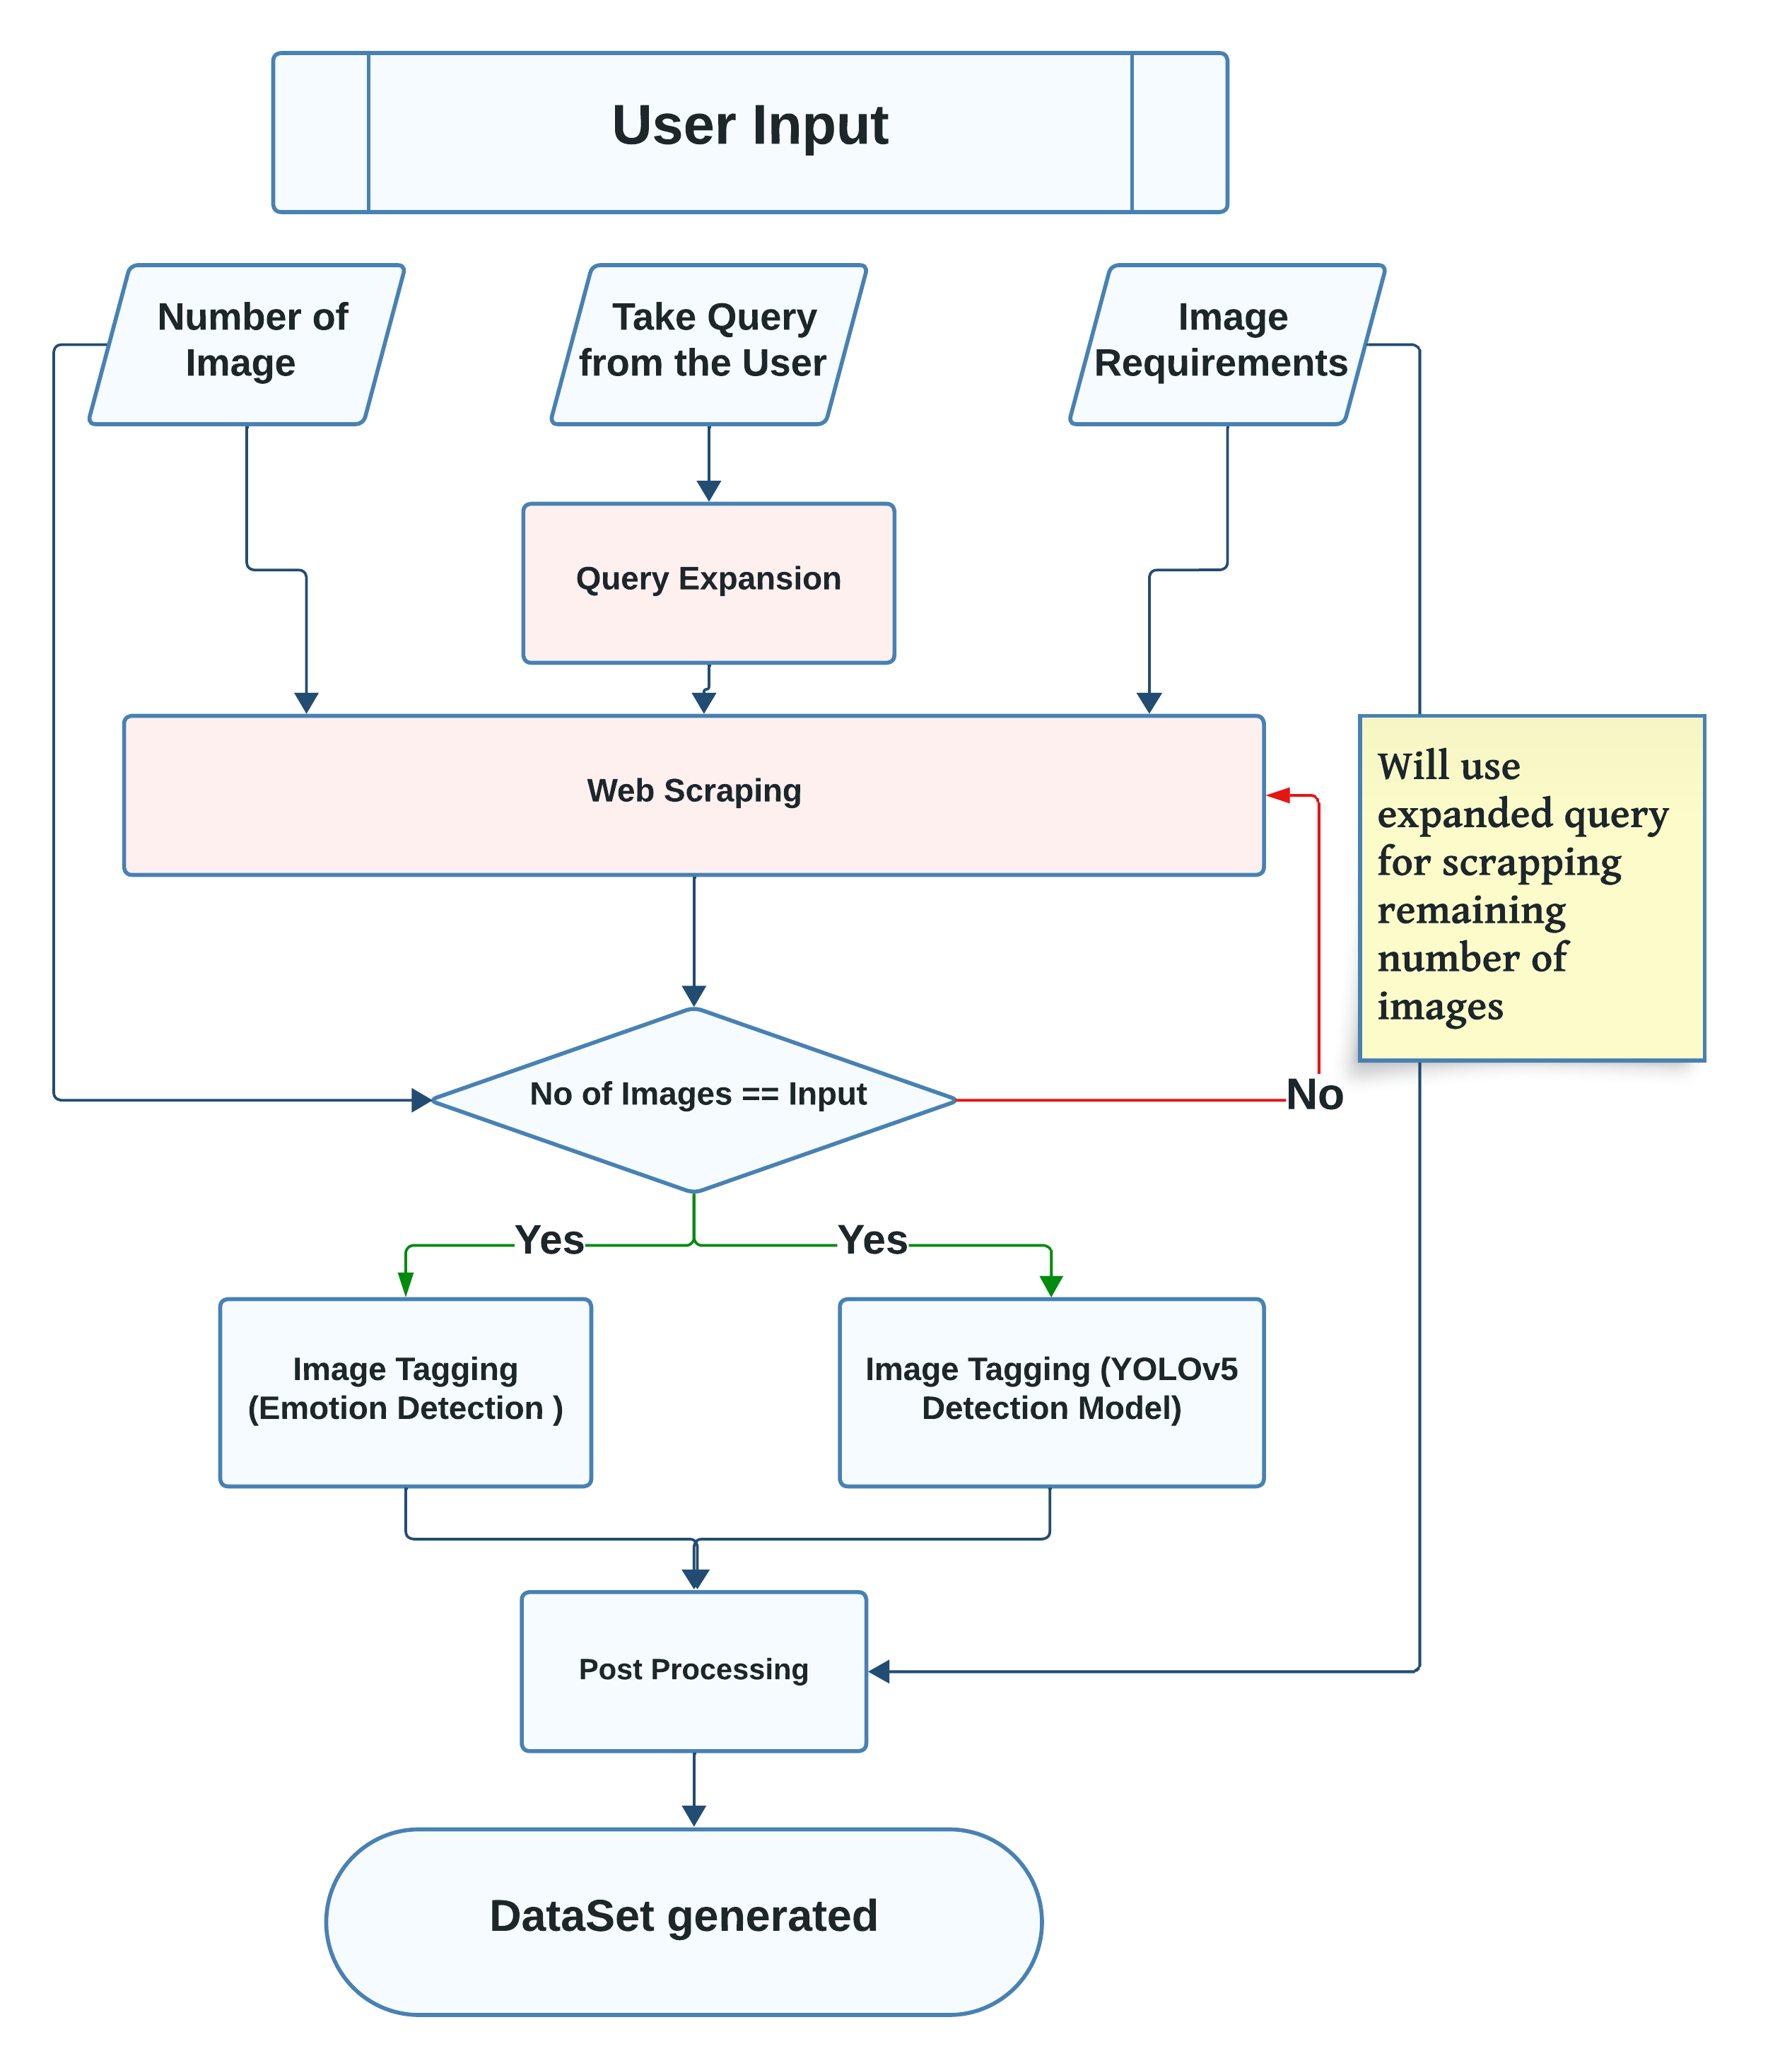 User Input
Number of
Image
Take Query
from the User
Image
Requirements
Query Expansion
Web Scraping
Will use
expanded query
for scrapping
remaining
number of
images
No of Images == Input
No
Yes
Yes
Image Tagging
(Emotion Detection )
Image Tagging (YOLOv5
Detection Model)
Post Processing
DataSet generated